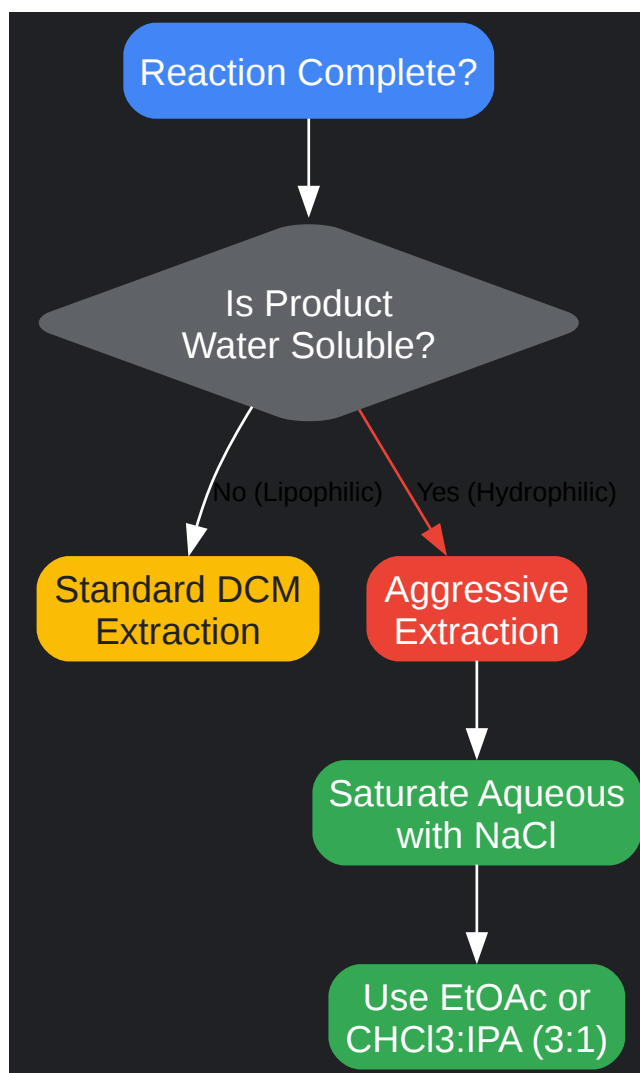 Reaction Complete?
Is Product
Water Soluble?
No (Lipophilic)
Yes (Hydrophilic)
Standard DCM
Extraction
Aggressive
Extraction
Saturate Aqueous
with NaCl
Use EtOAc or
CHCl3:IPA (3:1)